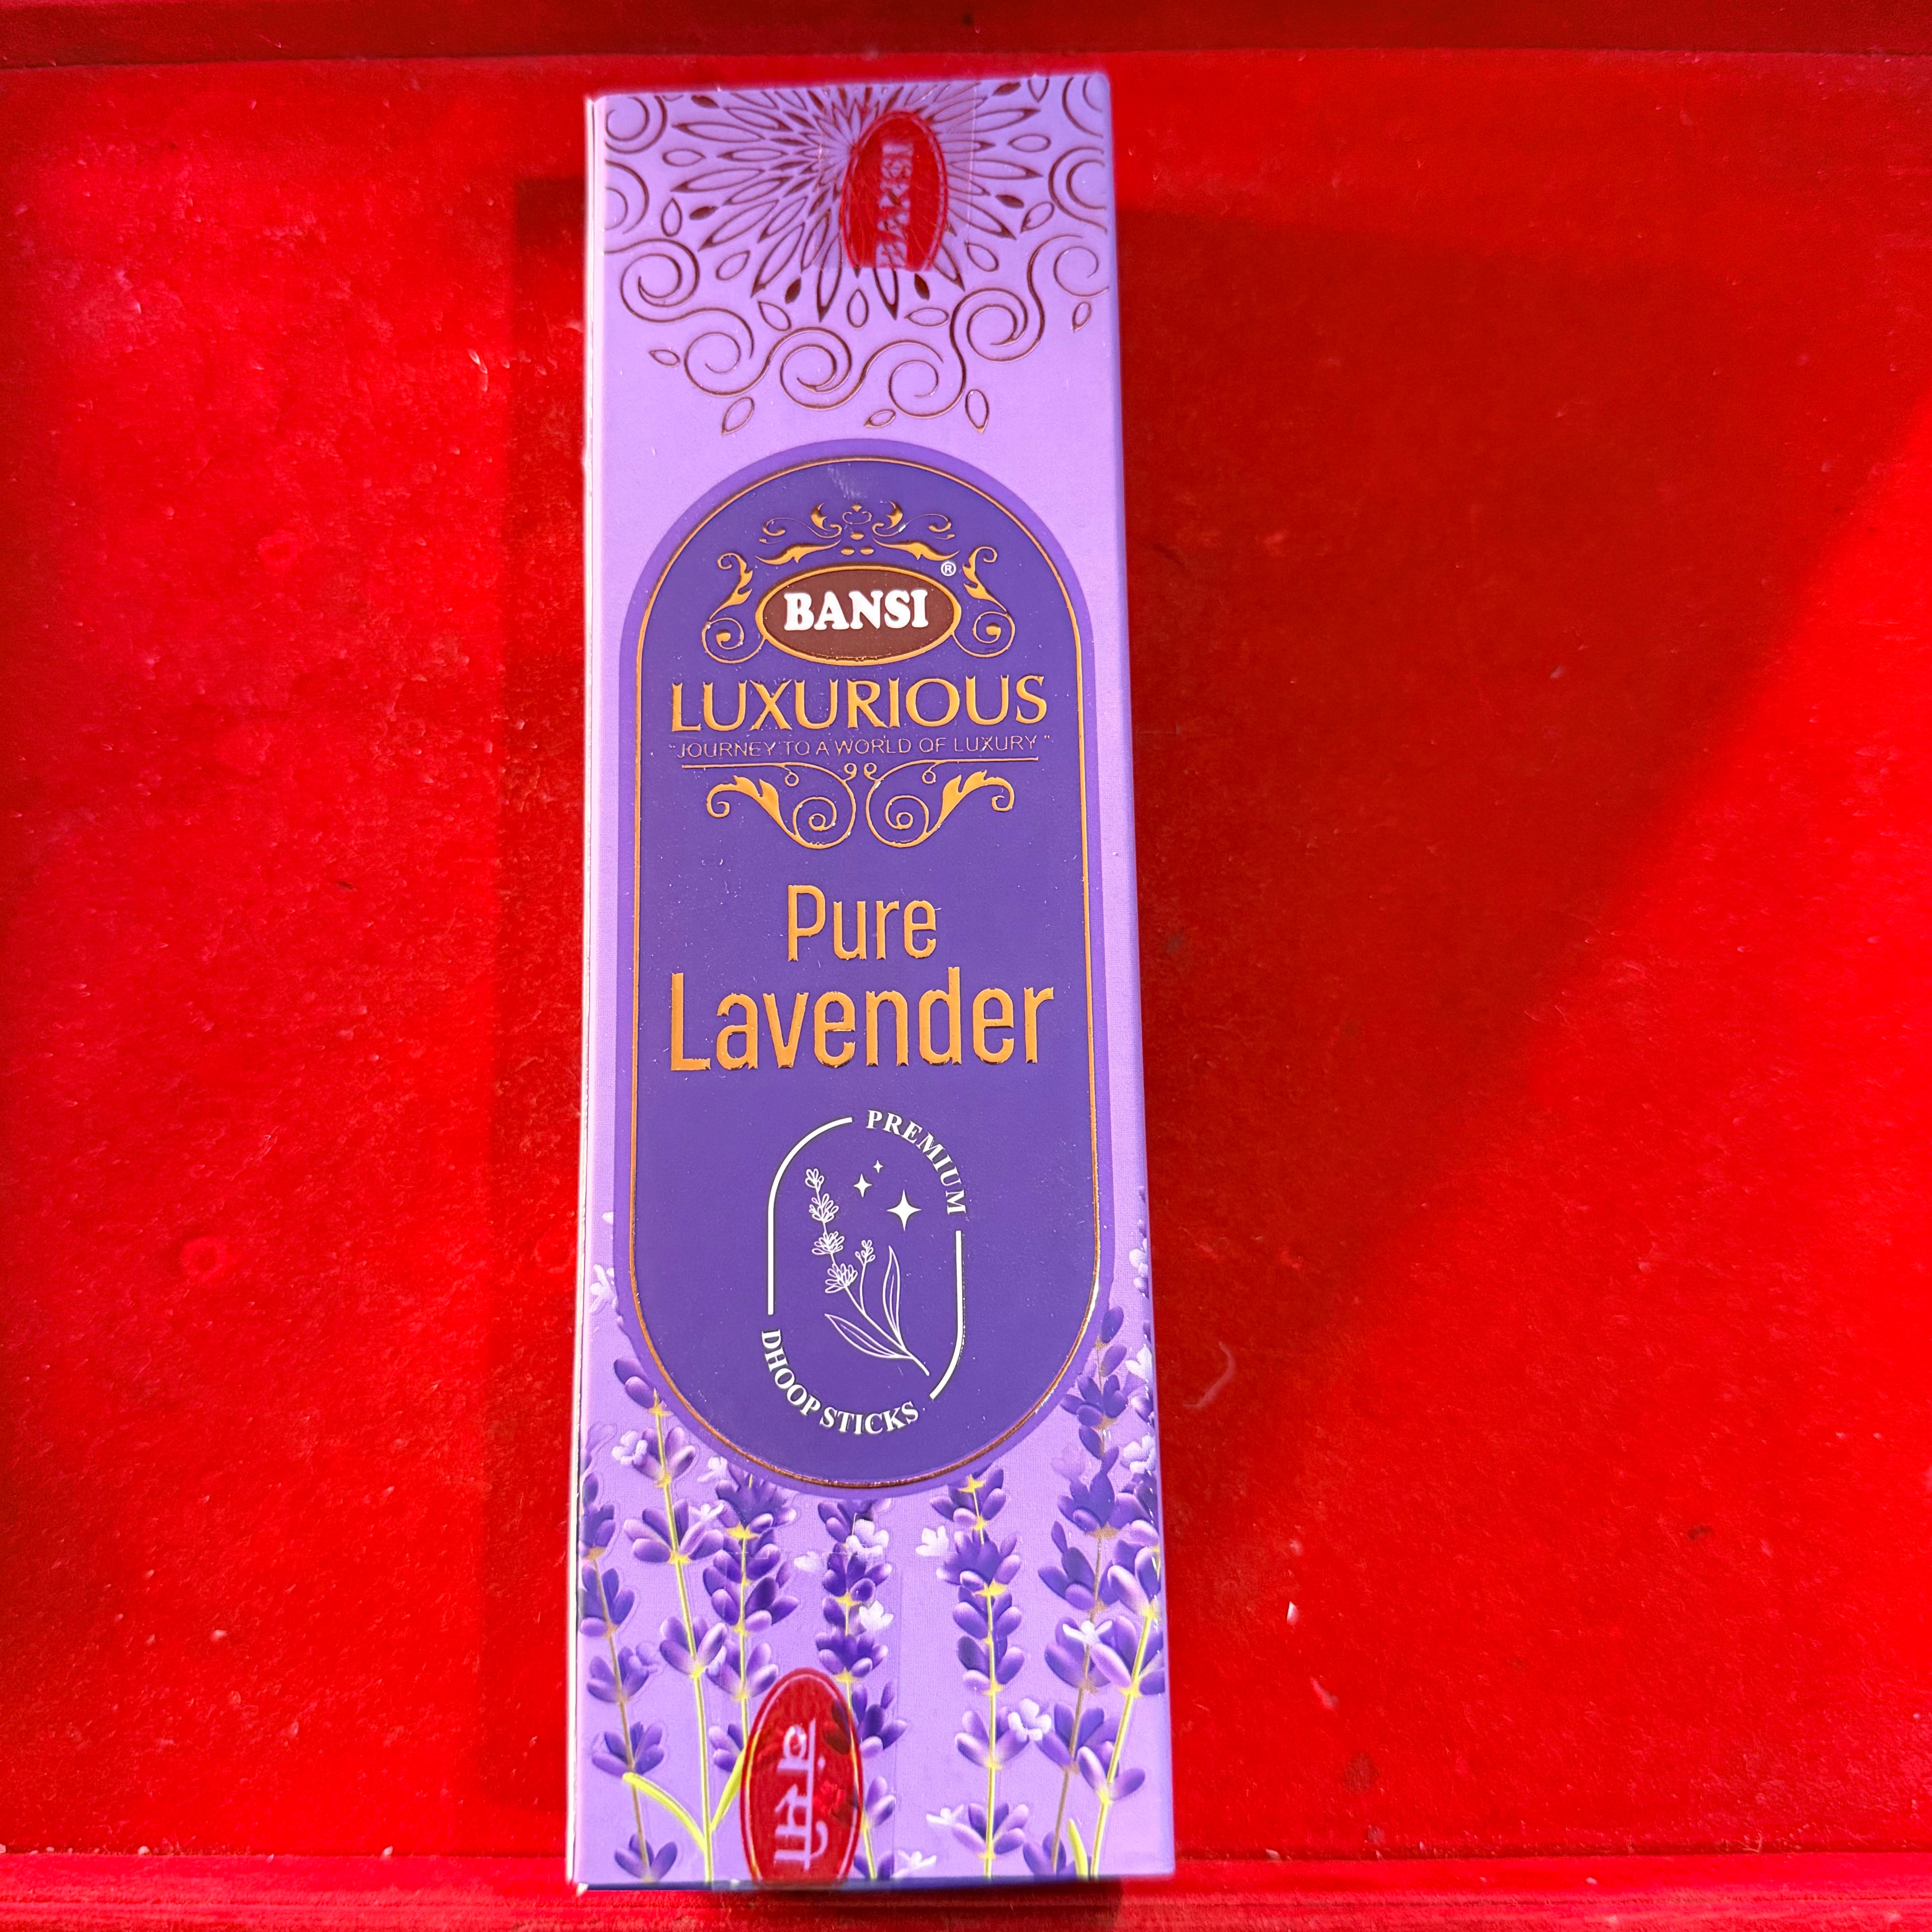 BANSI
®
LUXURIOUS
"JOURNEY TO A WORLD OF LUXURY"
Pure
Lavender
PREMIUM
DHOOP STICKS
बंसी